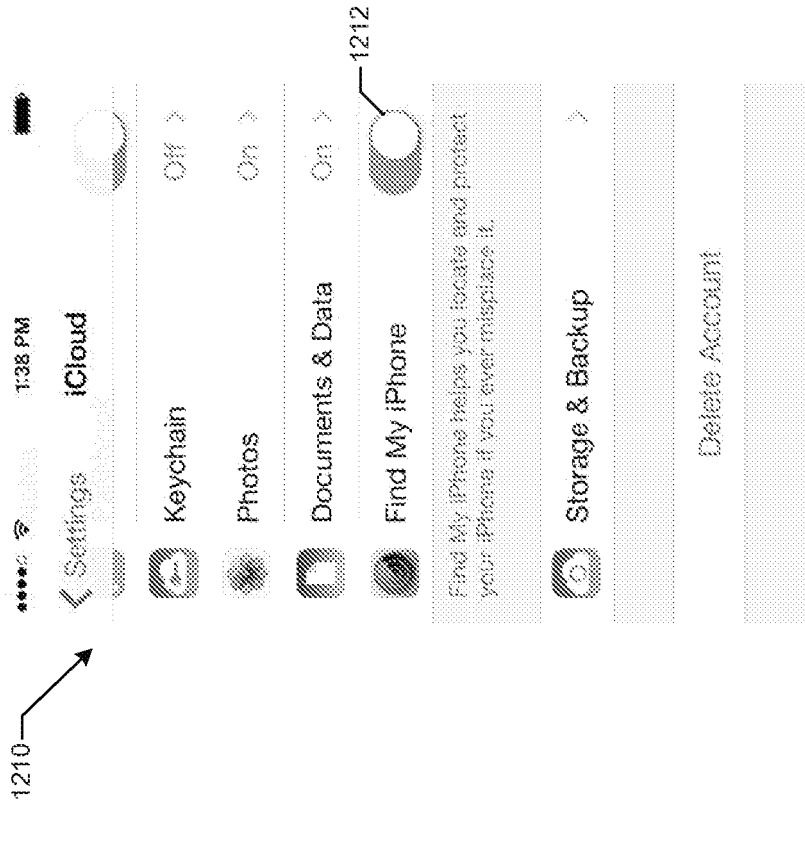 1210
1:38 PM
Settings
iCloud
Keychain
Off
Photos
On
Documents & Data
On
Find My iPhone
1212
Find My iPhone helps you locate and protect
your iPhone if you ever misplace it.
Storage & Backup
Delete Account